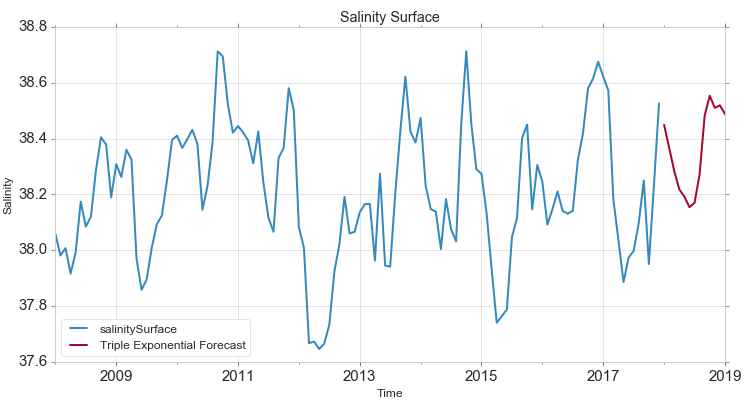 Salinity Surface
38.8
38.6
38.4
38.2
38.0
37.8
37.6
Salinity
salinitySurface
Triple Exponential Forecast
2009
2011
2013
2015
2017
2019
Time